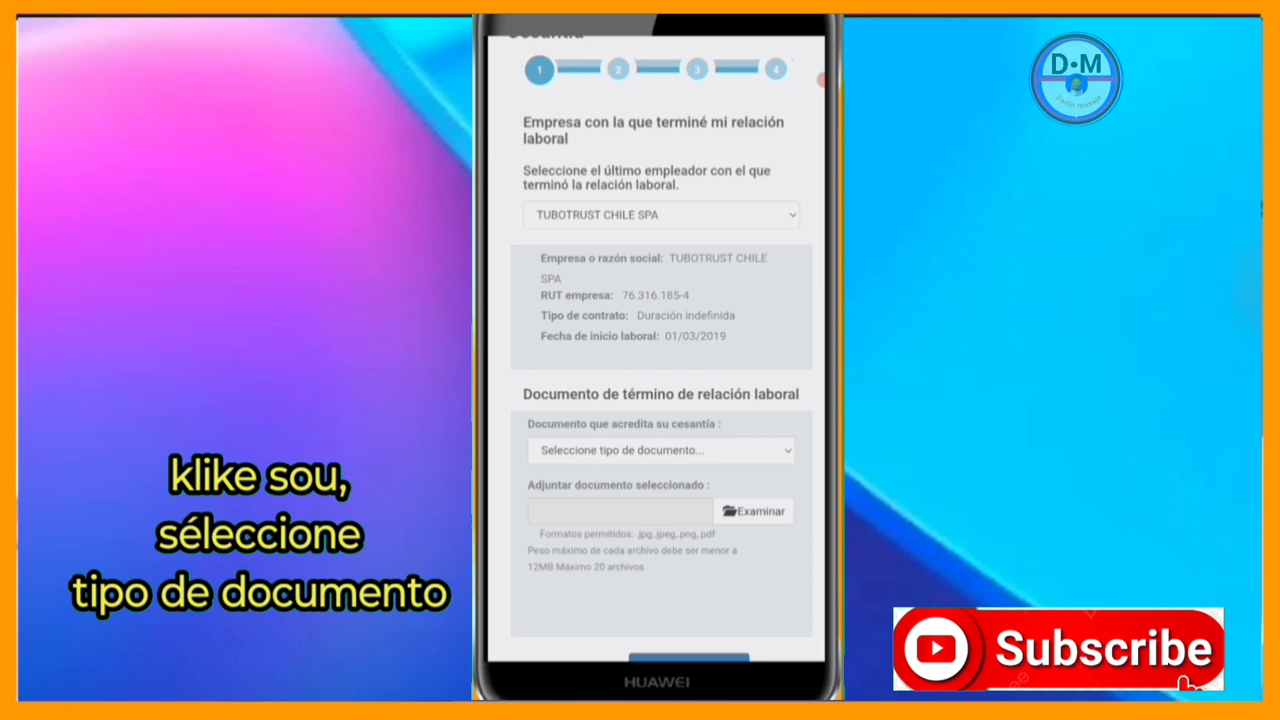 1 2 3 4
Empresa con la que terminé mi relación
laboral
Seleccione el último empleador con el que
terminó la relación laboral.
TUBOTRUST CHILE SPA
Empresa o razón social: TUBOTRUST CHILE
SPA
RUT empresa: 76.316.185-4
Tipo de contrato: Duración indefinida
Fecha de inicio laboral: 01/03/2019
Documento de término de relación laboral
Documento que acredita su cesantía :
Seleccione tipo de documento...
Adjuntar documento seleccionado :
Examinar
Formatos permitidos: .jpg,.jpeg,.png,.pdf
Peso máximo de cada archivo debe ser menor a
12MB.Máximo 20 archivos
HUAWEI
klike sou,
séleccione
tipo de documento
D•M
Subscribe